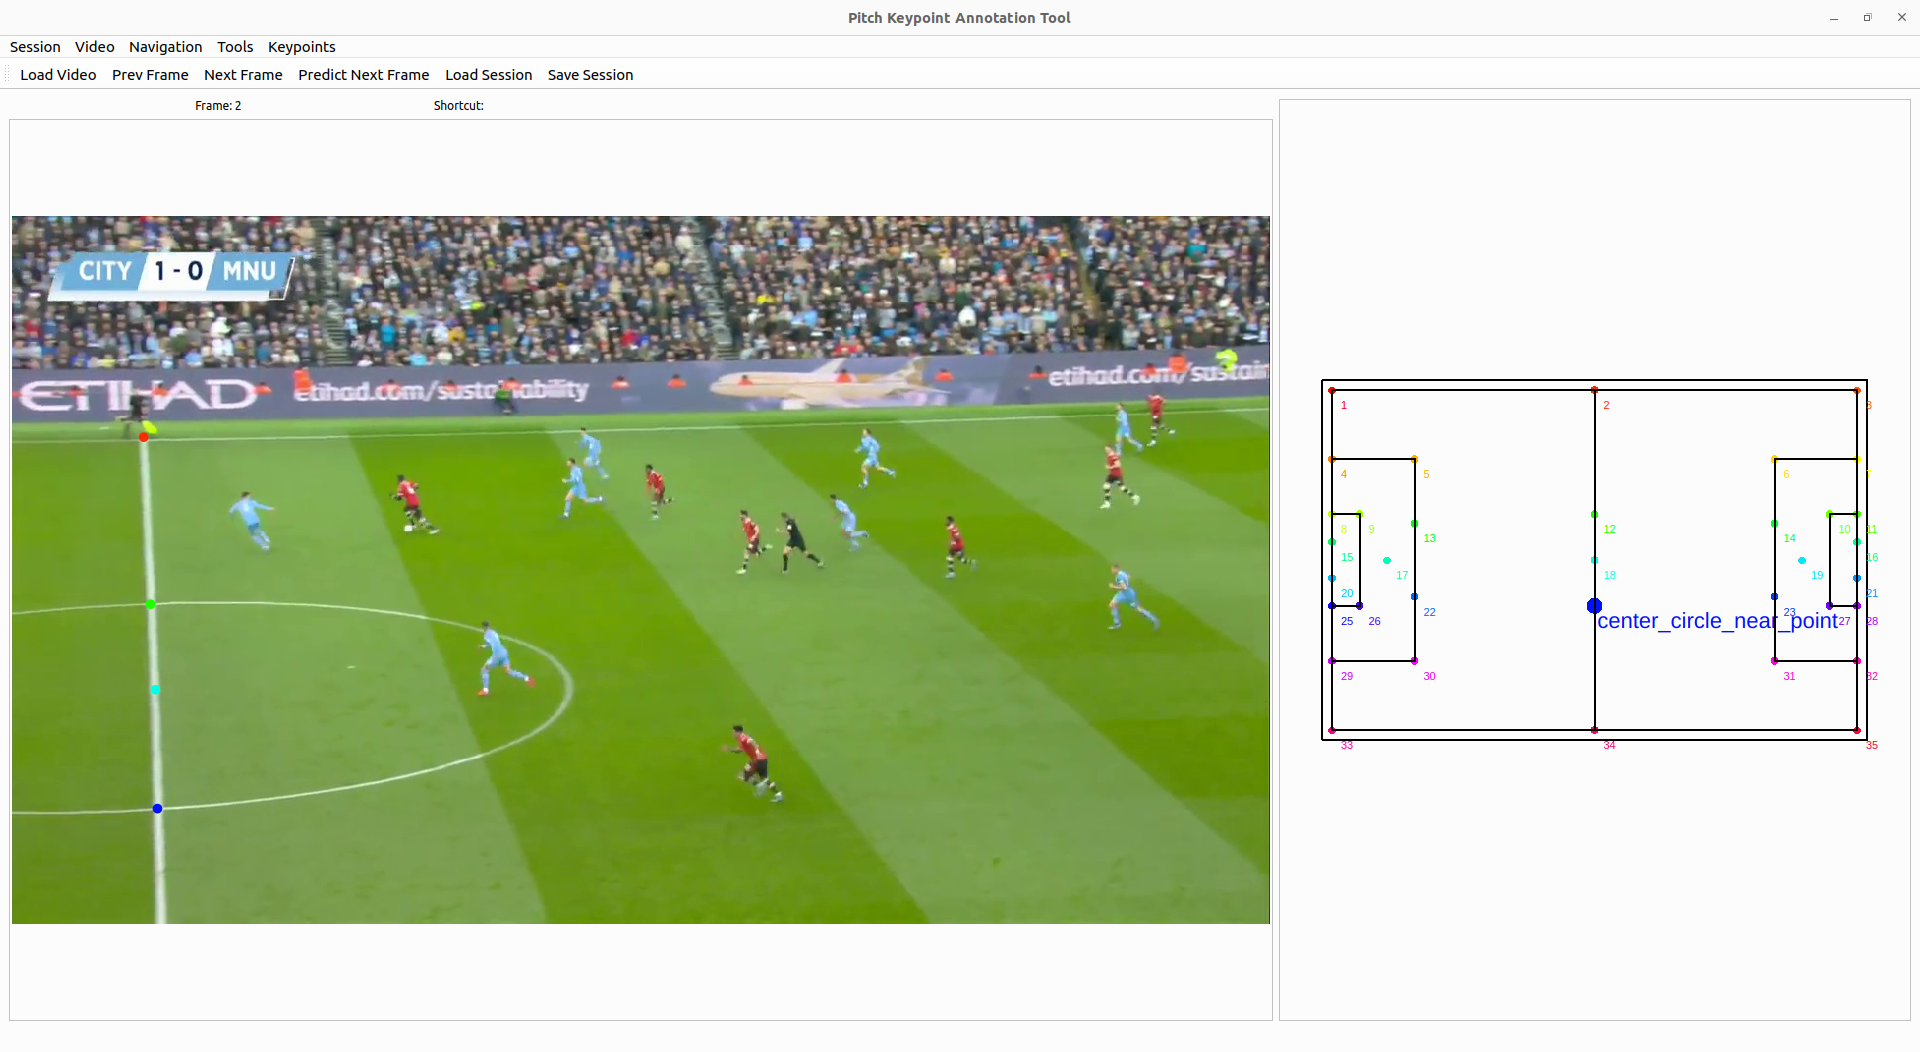 Pitch Keypoint Annotation Tool
Session Video Navigation Tools Keypoints
Load Video Prev Frame Next Frame Predict Next Frame Load Session Save Session
Frame: 2 Shortcut:
CITY 1 - 0 MNU
ETIHAD etihad.com/sustainability etihad.com/sustain
1 2 3
4 5 6 7
8 9 12 10 11
13 14
15 16
17 18 19
20 21
22 23
25 26 center_circle_near_point 27 28
29 30 31 32
33 34 35